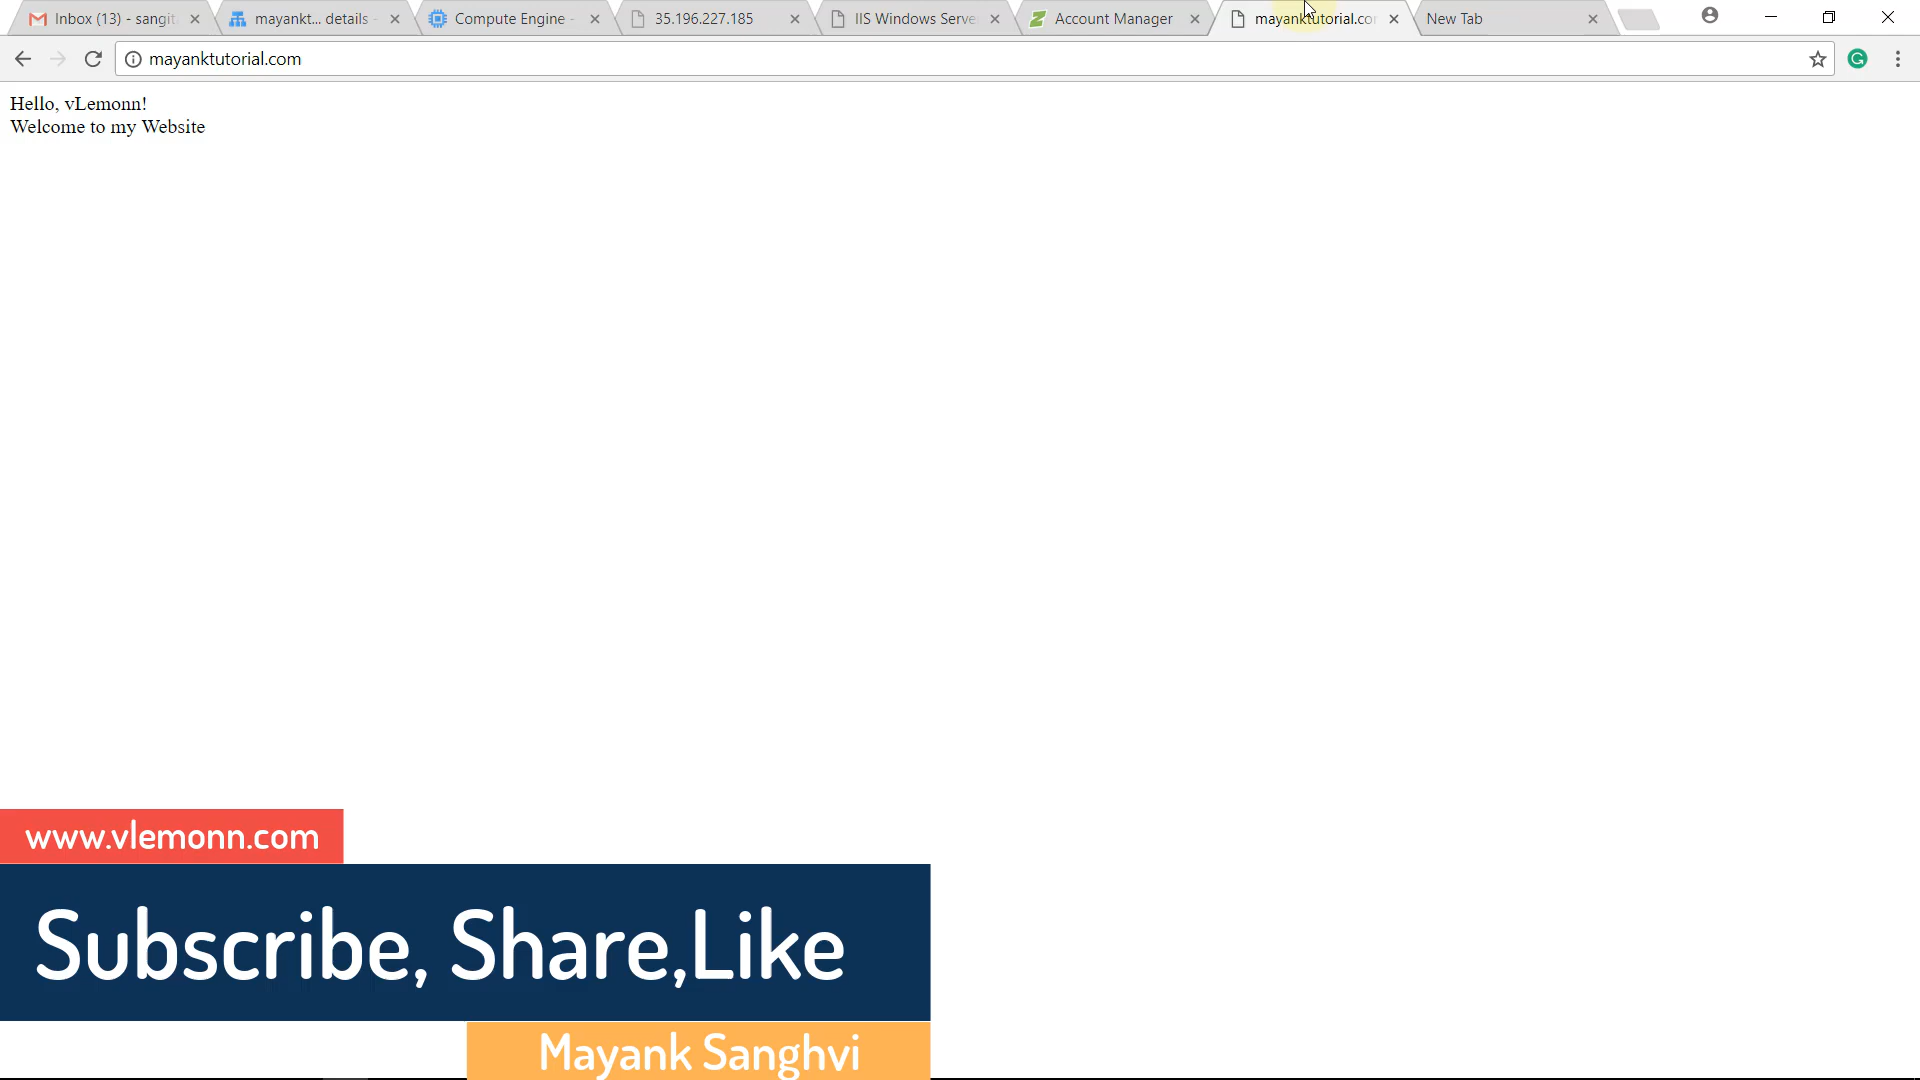 Inbox (13) - sangit
mayankt... details -
Compute Engine -
35.196.227.185
IIS Windows Serve
Account Manager
mayanktutorial.cor
New Tab
mayanktutorial.com
Hello, vLemonn!
Welcome to my Website
www.vlemonn.com
Subscribe, Share,Like
Mayank Sanghvi